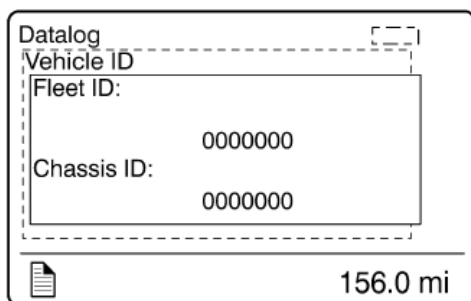 Datalog
Vehicle ID
Fleet ID:
0000000
Chassis ID:
0000000
156.0 mi